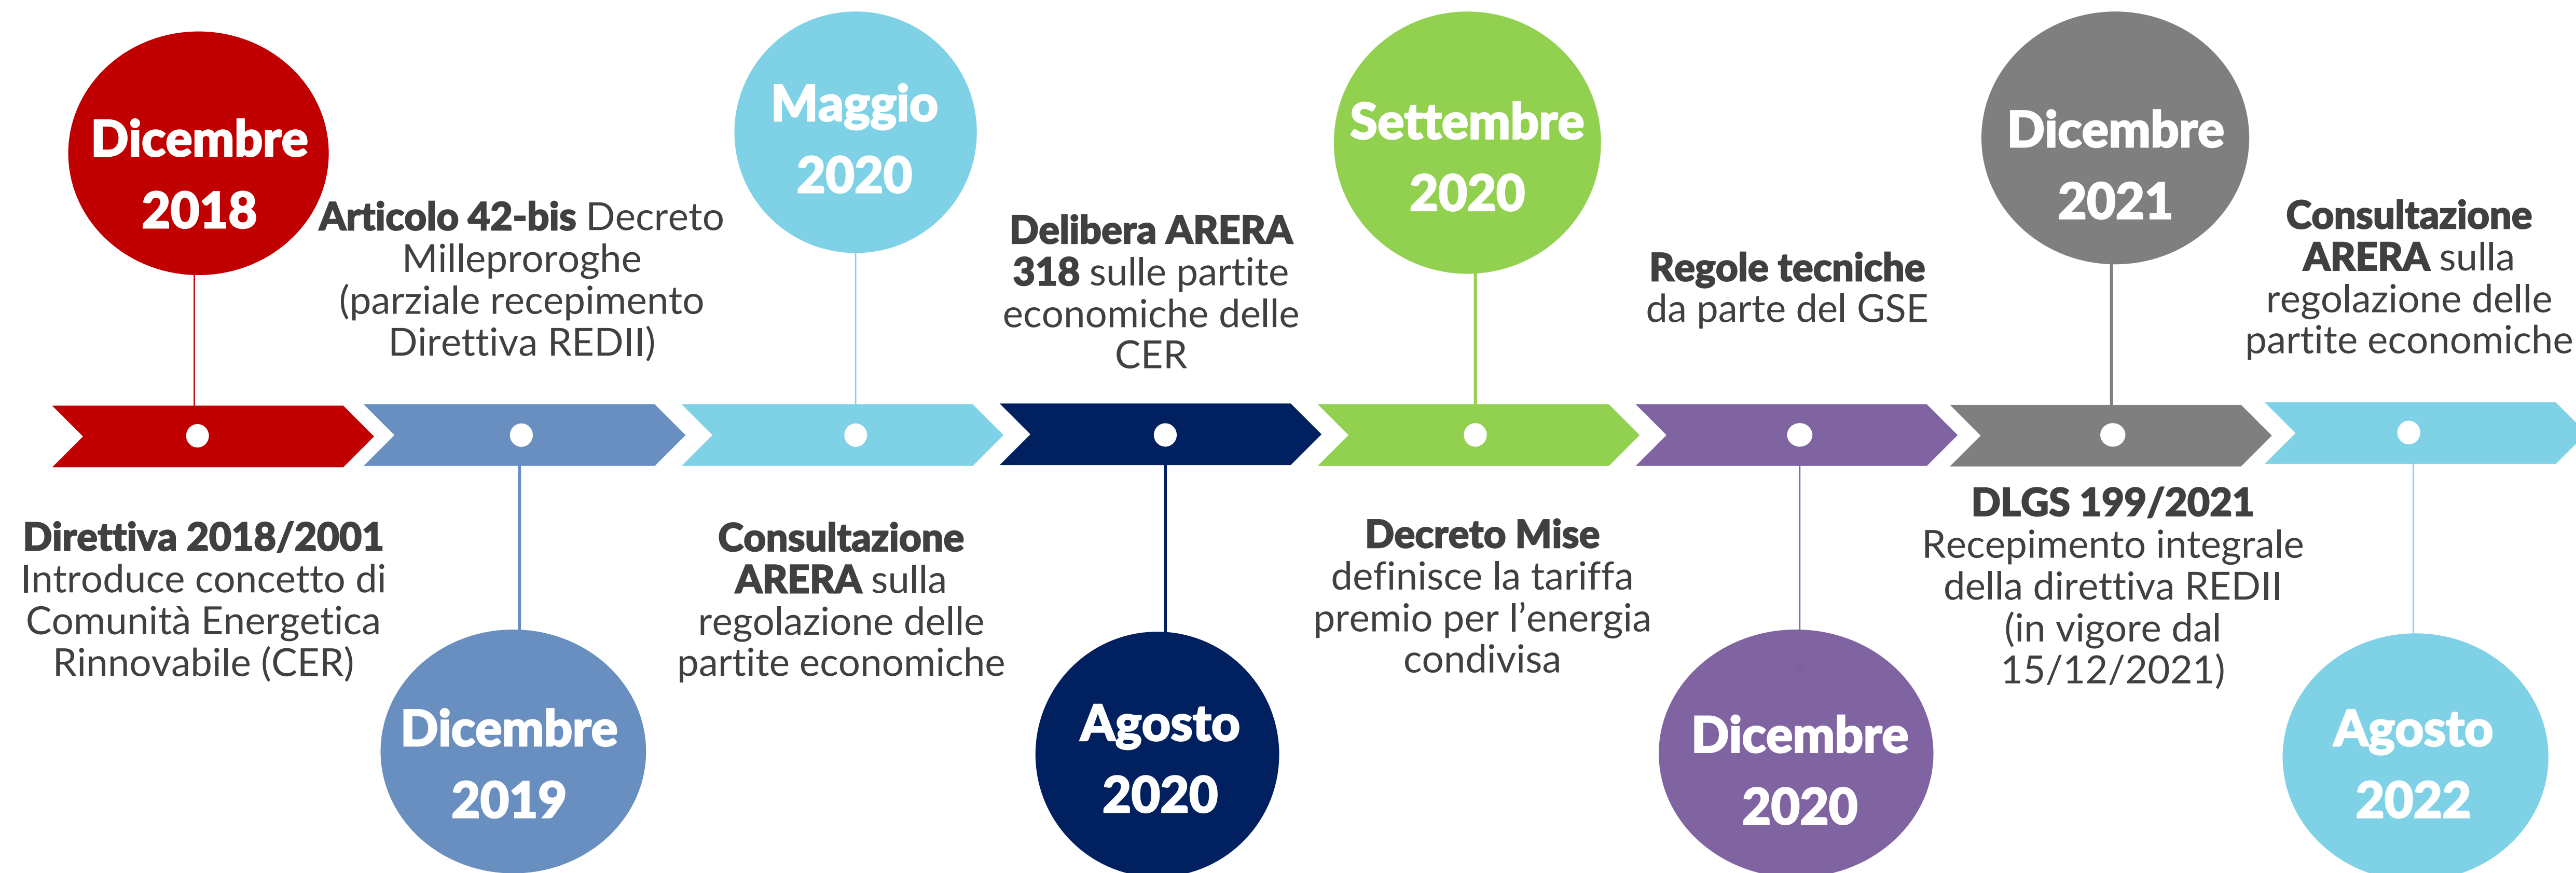 Dicembre
2018
Direttiva 2018/2001
Introduce concetto di
Comunità Energetica
Rinnovabile (CER)
Articolo 42-bis Decreto
Milleproroghe
(parziale recepimento
Direttiva REDII)
Dicembre
2019
Maggio
2020
Consultazione
ARERA sulla
regolazione delle
partite economiche
Delibera ARERA
318 sulle partite
economiche delle
CER
Agosto
2020
Settembre
2020
Decreto Mise
definisce la tariffa
premio per l'energia
condivisa
Regole tecniche
da parte del GSE
Dicembre
2020
Dicembre
2021
DLGS 199/2021
Recepimento integrale
della direttiva REDII
(in vigore dal
15/12/2021)
Consultazione
ARERA sulla
regolazione delle
partite economiche
Agosto
2022